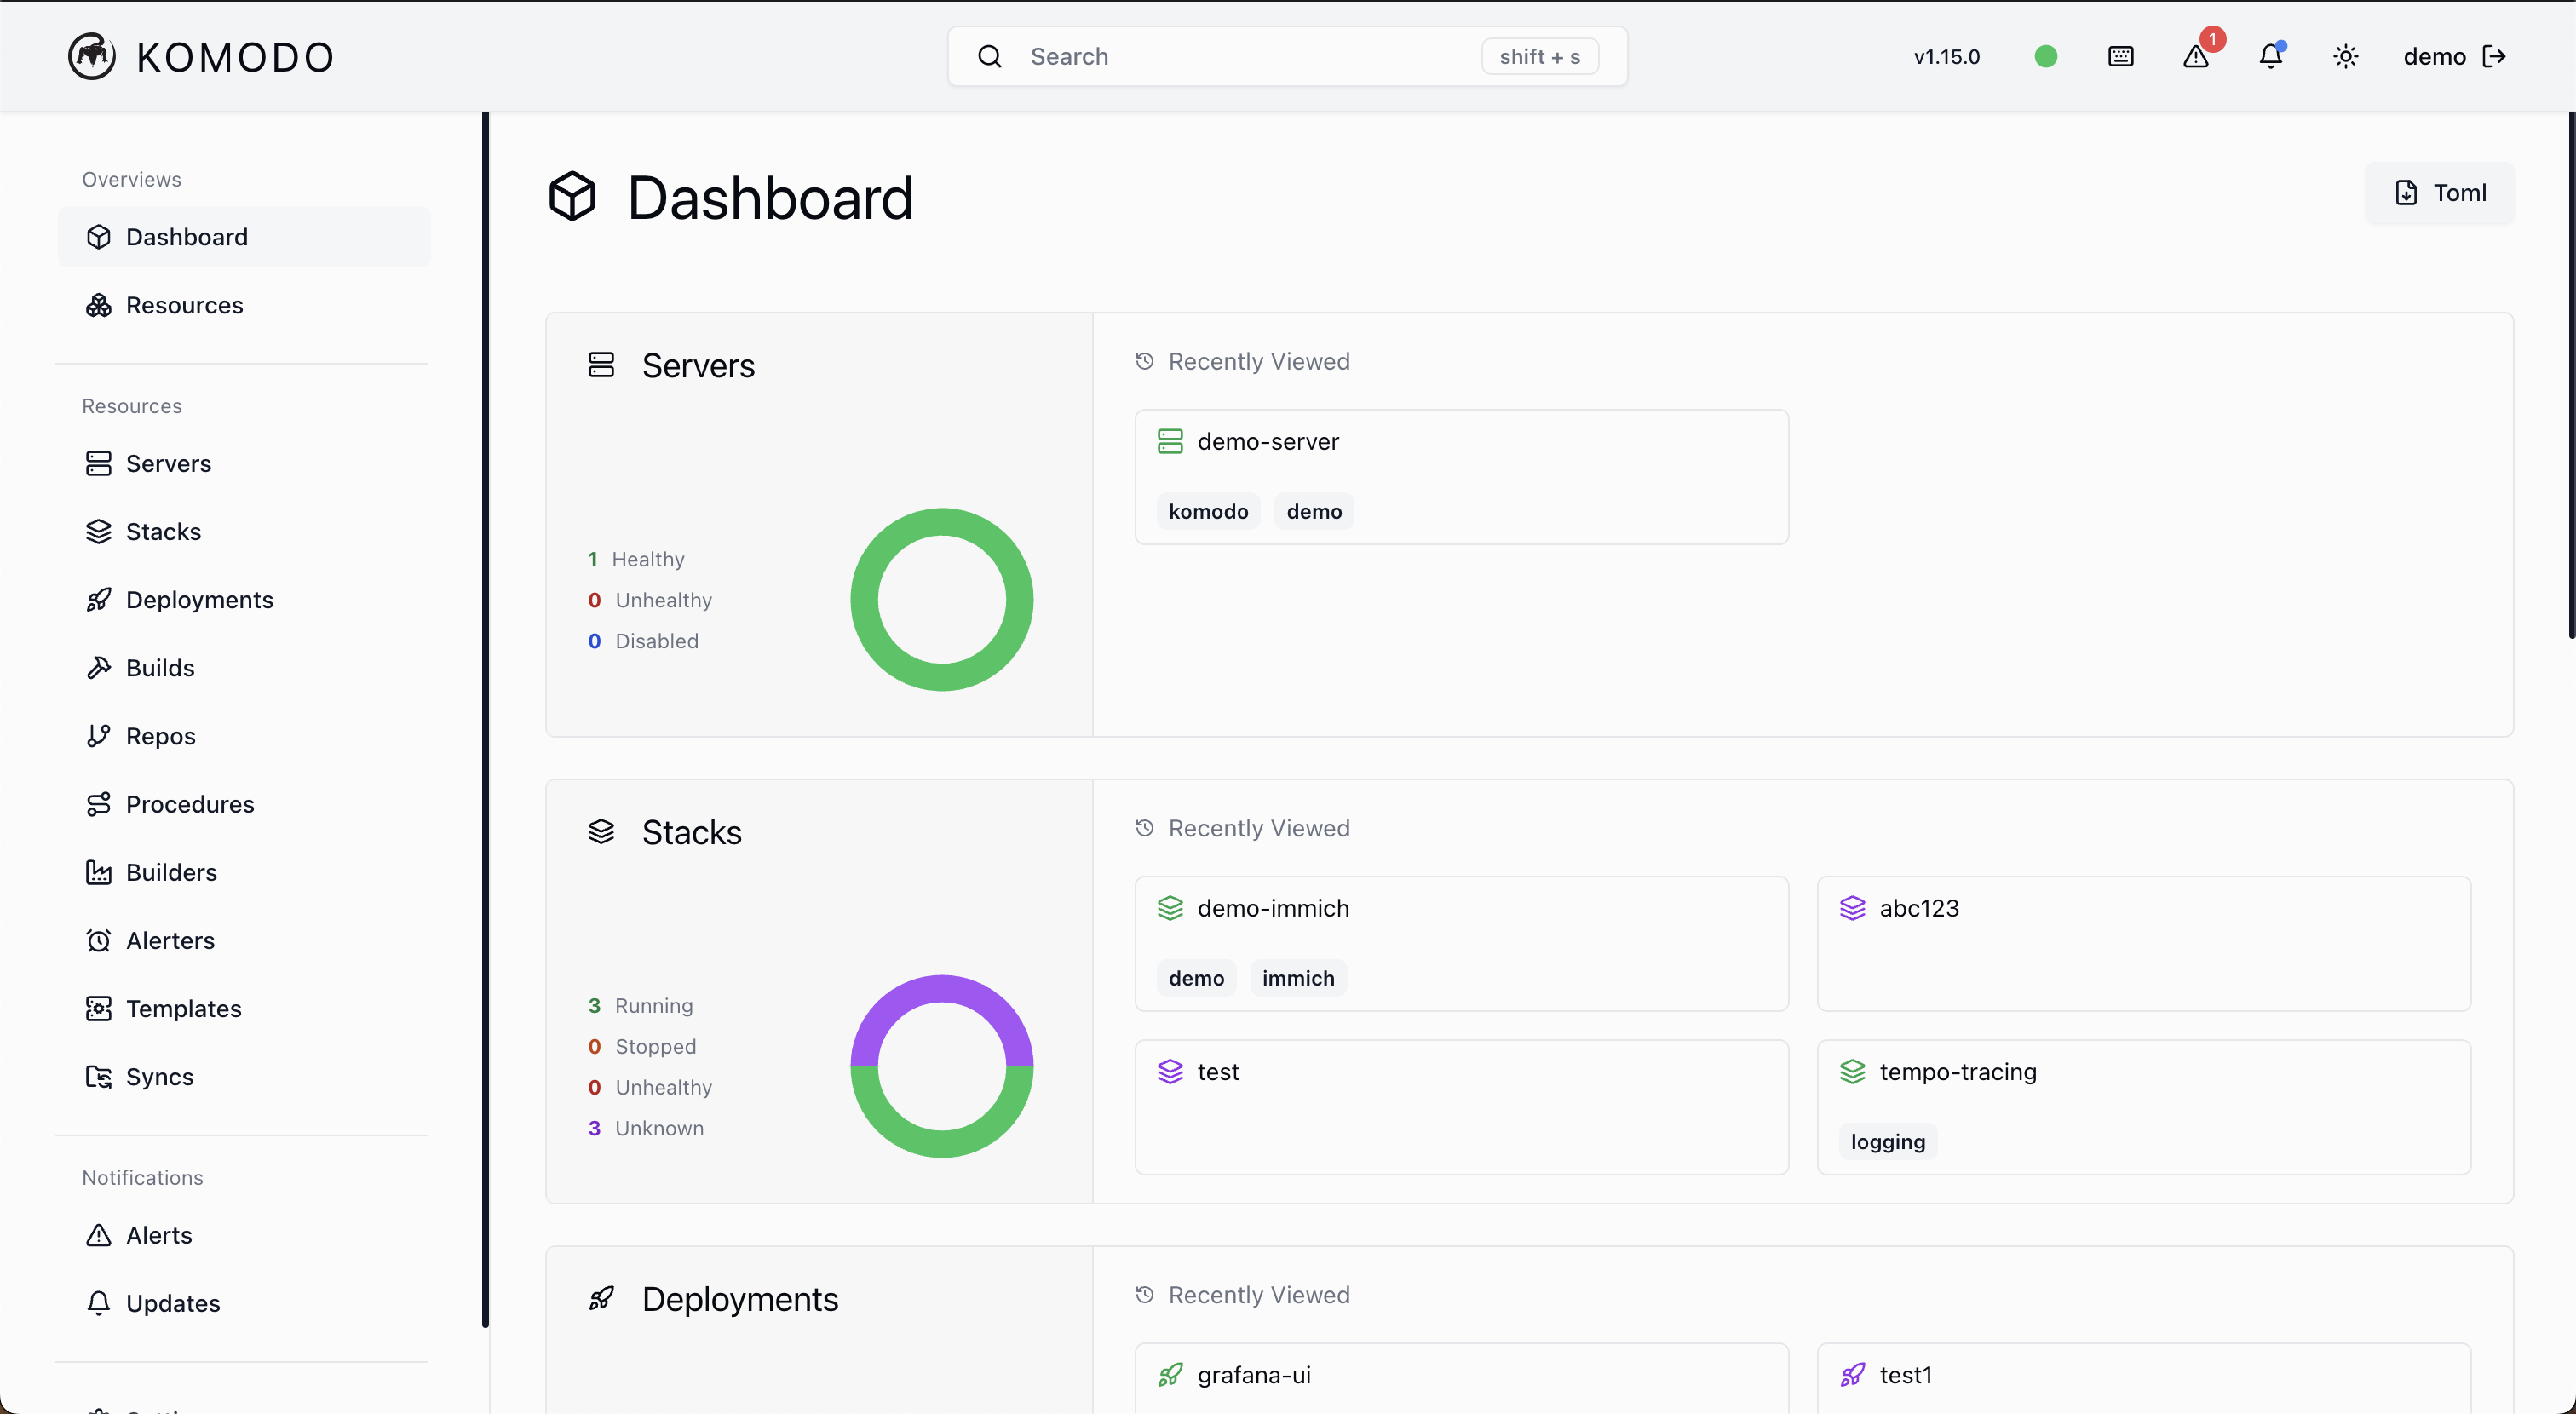 KOMODO
Search
shift + s
v1.15.0
1
demo
Overviews
Dashboard
Resources
Resources
Servers
Stacks
Deployments
Builds
Repos
Procedures
Builders
Alerters
Templates
Syncs
Notifications
Alerts
Updates
Dashboard
Toml
Servers
1 Healthy
0 Unhealthy
0 Disabled
Recently Viewed
demo-server
komodo demo
Stacks
3 Running
0 Stopped
0 Unhealthy
3 Unknown
Recently Viewed
demo-immich
demo immich
abc123
test
tempo-tracing
logging
Deployments
Recently Viewed
grafana-ui
test1